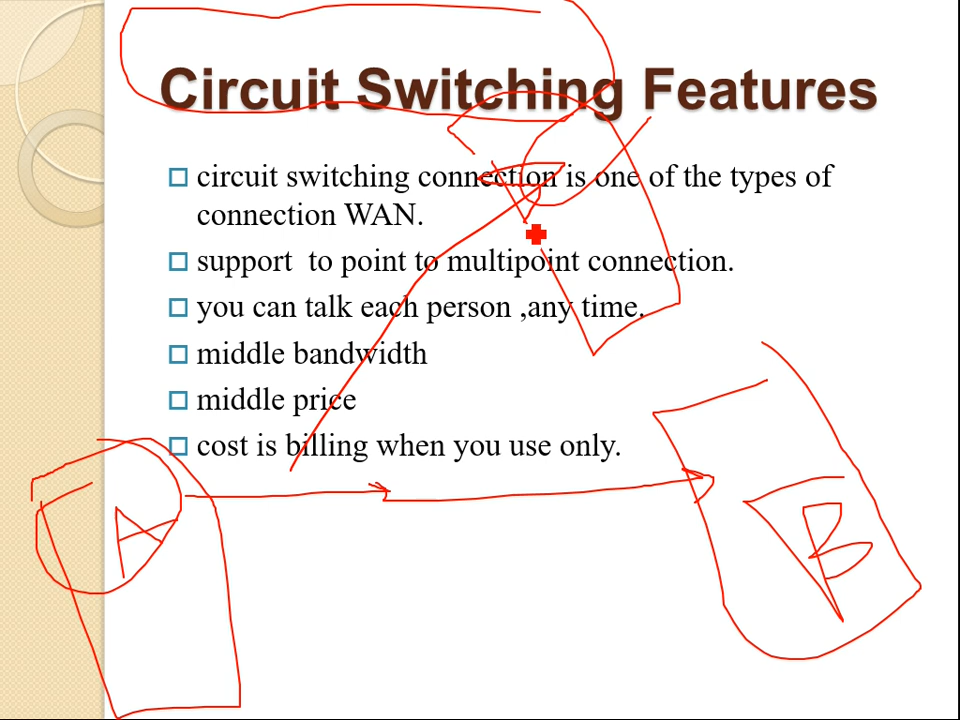 Circuit Switching Features
circuit switching connection is one of the types of
connection WAN.
support to point to multipoint connection.
you can talk each person ,any time.
middle bandwidth
middle price
cost is billing when you use only.
A
B